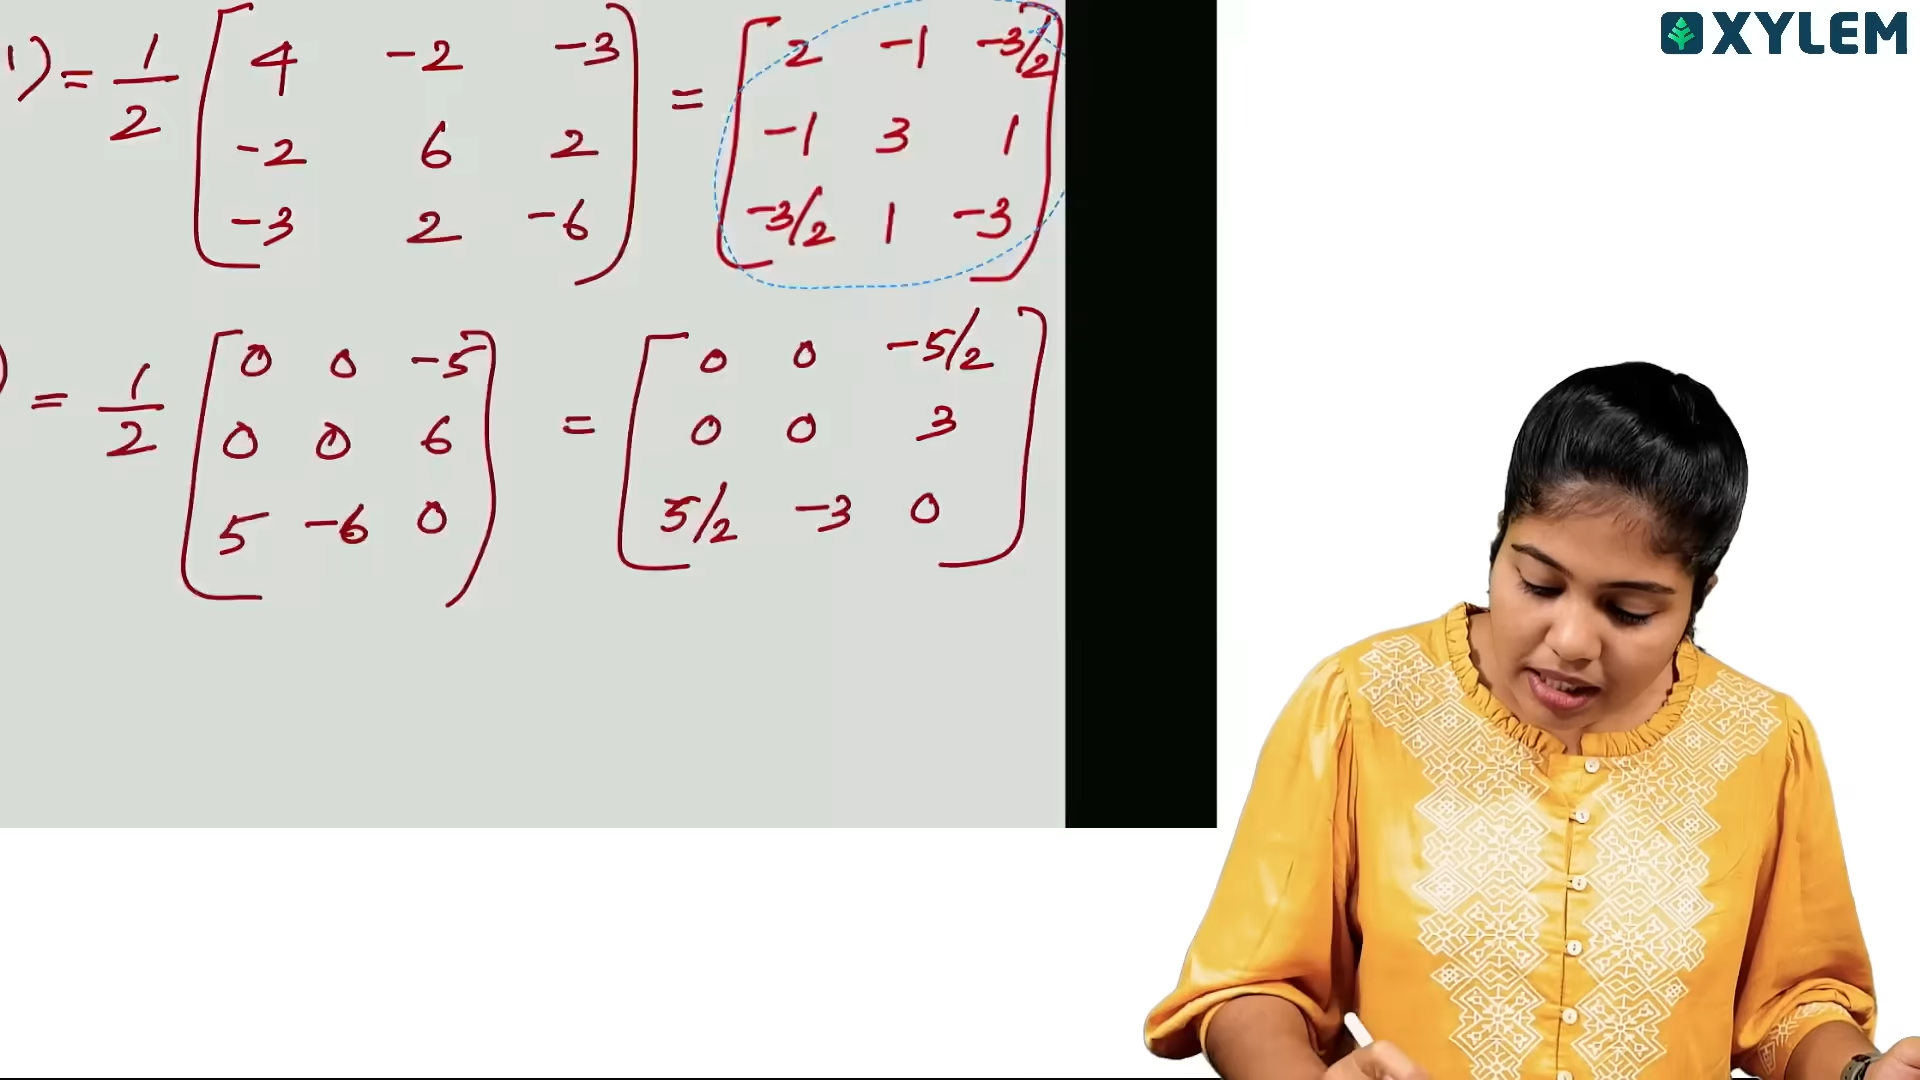 XYLEM
') = 1/2 [4 -2 -3] = [2 -1 -3/2]
[-2 6 2] [-1 3 1]
[-3 2 -6] [-3/2 1 -3]
) = 1/2 [0 0 -5] = [0 0 -5/2]
[0 0 6] [0 0 3]
[5 -6 0] [5/2 -3 0]